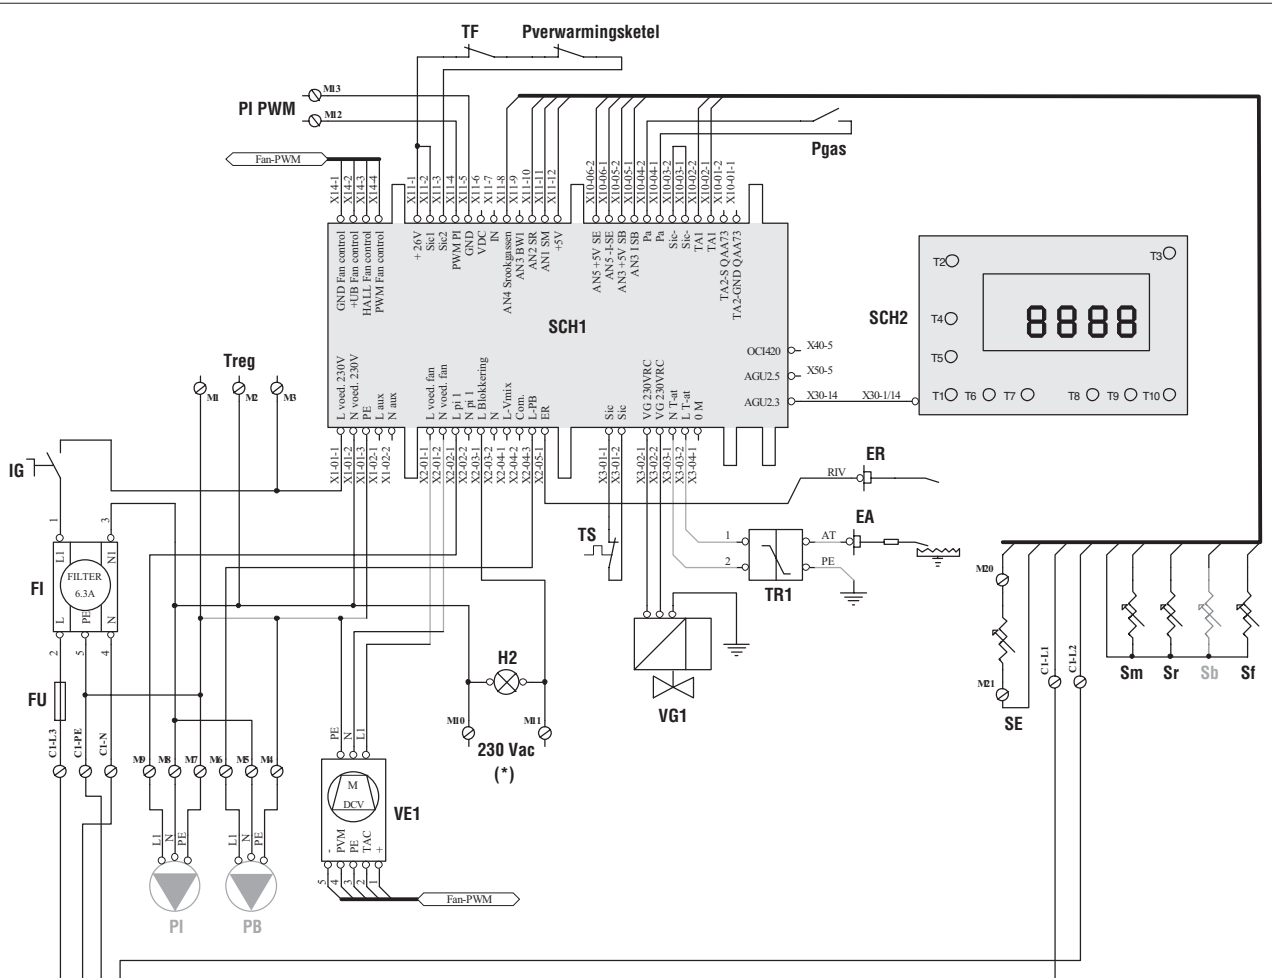 TF
Pverwarmingsketel
M13
PI PWM
M12
Pgas
Fan-PWM
X14-1
X14-2
X14-3
X14-4
X11-1
X11-2
X11-3
X11-4
X11-5
X11-6
X11-7
X11-8
X11-9
X11-10
X11-11
X11-12
X10-06-2
X10-06-1
X10-05-2
X10-05-1
X10-04-2
X10-04-1
X10-03-2
X10-03-1
X10-02-2
X10-02-1
X10-01-2
X10-01-1
GND Fan control
+UB Fan control
HALL Fan control
PWM Fan control
+ 26V
Sic1
Sic2
PWM PI
GND
VDC
IN
AN4 Srookgassen
AN3 BWI
AN2 SR
AN1 SM
+5V
AN5 +5V SE
AN5 -I-SE
AN3 +5V SB
AN3 I SB
Pa
Pa
Sic-
Sic-
TA1
TA1
TA2-S QAA73
TA2-GND QAA73
SCH1
SCH2
T2
T3
T4
8888
T5
T1
T6
T7
T8
T9
T10
OCI420
X40-5
AGU2.5
X50-5
AGU2.3
X30-14
X30-1/14
Treg
M1
M2
M3
L voed. 230V
N voed. 230V
PE
L aux
N aux
L voed. fan
N voed. fan
L pi 1
N pi 1
L Blokkering
N
L-Vmix
Com.
L-PB
ER
Sic
Sic
VG 230VRC
VG 230VRC
N T-at
L T-at
0 M
X1-01-1
X1-01-2
X1-01-3
X1-02-1
X1-02-2
X2-01-1
X2-01-2
X2-02-1
X2-02-2
X2-03-1
X2-03-2
X2-04-1
X2-04-2
X2-04-3
X2-05-1
X3-01-1
X3-01-2
X3-02-1
X3-02-2
X3-03-1
X3-03-2
X3-04-1
IG
RIV
ER
1
3
TS
1
2
AT
PE
EA
TR1
L1
N1
FILTER
6.3A
FI
L
PE
N
2
5
4
FU
C1-L3
C1-PE
C1-N
M9
M8
M7
M6
M5
M4
H2
M10
M11
230 Vac
(*)
VG1
M20
M21
SE
C1-L1
C1-L2
Sm
Sr
Sb
Sf
PE
N
L1
M
DCV
VE1
-
PVM
PE
TAC
+
5
4
3
2
1
Fan-PWM
L1
N
PE
L1
N
PE
PI
PB